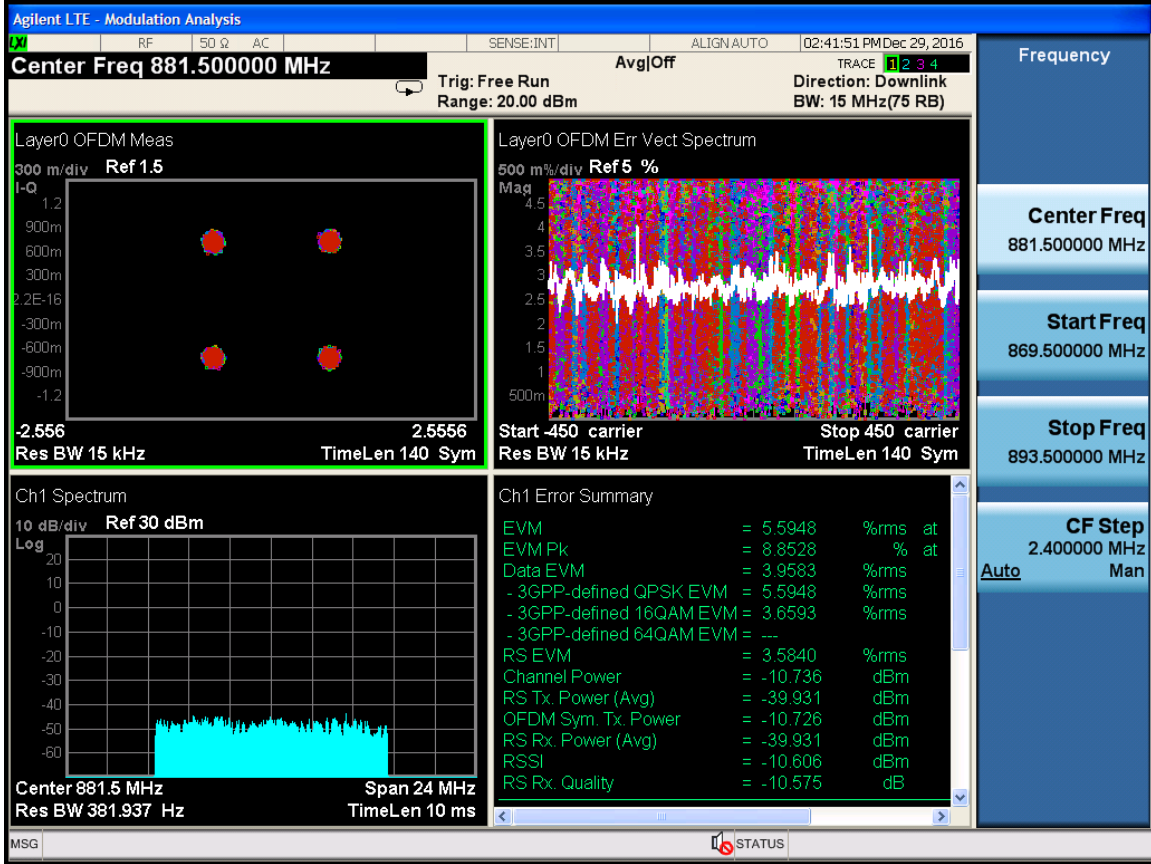 Agilent LTE - Modulation Analysis
LXI RF 50 Ω AC SENSE:INT ALIGN AUTO 02:41:51 PM Dec 29, 2016
Center Freq 881.500000 MHz
Avg|Off
TRACE 1 2 3 4
Trig: Free Run
Direction: Downlink
Range: 20.00 dBm
BW: 15 MHz(75 RB)
Layer0 OFDM Meas
300 m/div Ref 1.5
I-Q
1.2
900m
600m
300m
2.2E-16
-300m
-600m
-900m
-1.2
-2.556 2.5556
Res BW 15 kHz TimeLen 140 Sym
Layer0 OFDM Err Vect Spectrum
500 m%/div Ref 5 %
Mag
4.5
4
3.5
3
2.5
2
1.5
1
500m
Start -450 carrier Stop 450 carrier
Res BW 15 kHz TimeLen 140 Sym
Ch1 Spectrum
10 dB/div Ref 30 dBm
Log
20
10
0
-10
-20
-30
-40
-50
-60
Center 881.5 MHz Span 24 MHz
Res BW 381.937 Hz TimeLen 10 ms
Ch1 Error Summary
EVM = 5.5948 %rms at
EVM Pk = 8.8528 % at
Data EVM = 3.9583 %rms
- 3GPP-defined QPSK EVM = 5.5948 %rms
- 3GPP-defined 16QAM EVM = 3.6593 %rms
- 3GPP-defined 64QAM EVM = ---
RS EVM = 3.5840 %rms
Channel Power = -10.736 dBm
RS Tx. Power (Avg) = -39.931 dBm
OFDM Sym. Tx. Power = -10.726 dBm
RS Rx. Power (Avg) = -39.931 dBm
RSSI = -10.606 dBm
RS Rx. Quality = -10.575 dB
Frequency
Center Freq
881.500000 MHz
Start Freq
869.500000 MHz
Stop Freq
893.500000 MHz
CF Step
2.400000 MHz
Auto Man
MSG STATUS